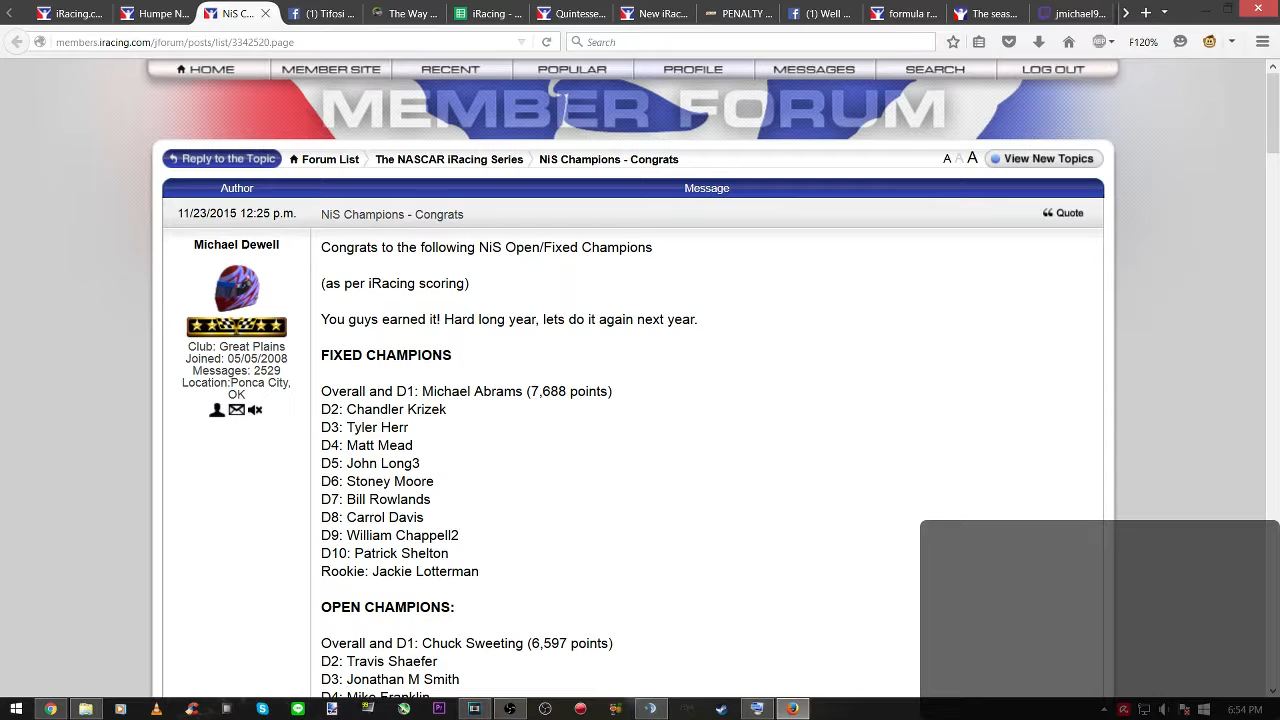 iRacing.c...
Humpe N...
NiS C...
(1) Tifosi ...
The Way ...
iRacing - ...
Quintesse...
New iRac...
PENALTY ...
(1) Well ...
formula r...
The seas...
jmichael9...
members.iracing.com/jforum/posts/list/3342520.page
Search
ABP
F120%
HOME
MEMBER SITE
RECENT
POPULAR
PROFILE
MESSAGES
SEARCH
LOG OUT
MEMBER FORUM
Reply to the Topic
Forum List
The NASCAR iRacing Series
NiS Champions - Congrats
A A A
View New Topics
Author
Message
11/23/2015 12:25 p.m.
NiS Champions - Congrats
Quote
Michael Dewell
Club: Great Plains
Joined: 05/05/2008
Messages: 2529
Location:Ponca City,
OK
Congrats to the following NiS Open/Fixed Champions
(as per iRacing scoring)
You guys earned it! Hard long year, lets do it again next year.
FIXED CHAMPIONS
Overall and D1: Michael Abrams (7,688 points)
D2: Chandler Krizek
D3: Tyler Herr
D4: Matt Mead
D5: John Long3
D6: Stoney Moore
D7: Bill Rowlands
D8: Carrol Davis
D9: William Chappell2
D10: Patrick Shelton
Rookie: Jackie Lotterman
OPEN CHAMPIONS:
Overall and D1: Chuck Sweeting (6,597 points)
D2: Travis Shaefer
D3: Jonathan M Smith
D4: Mike Franklin
6:54 PM